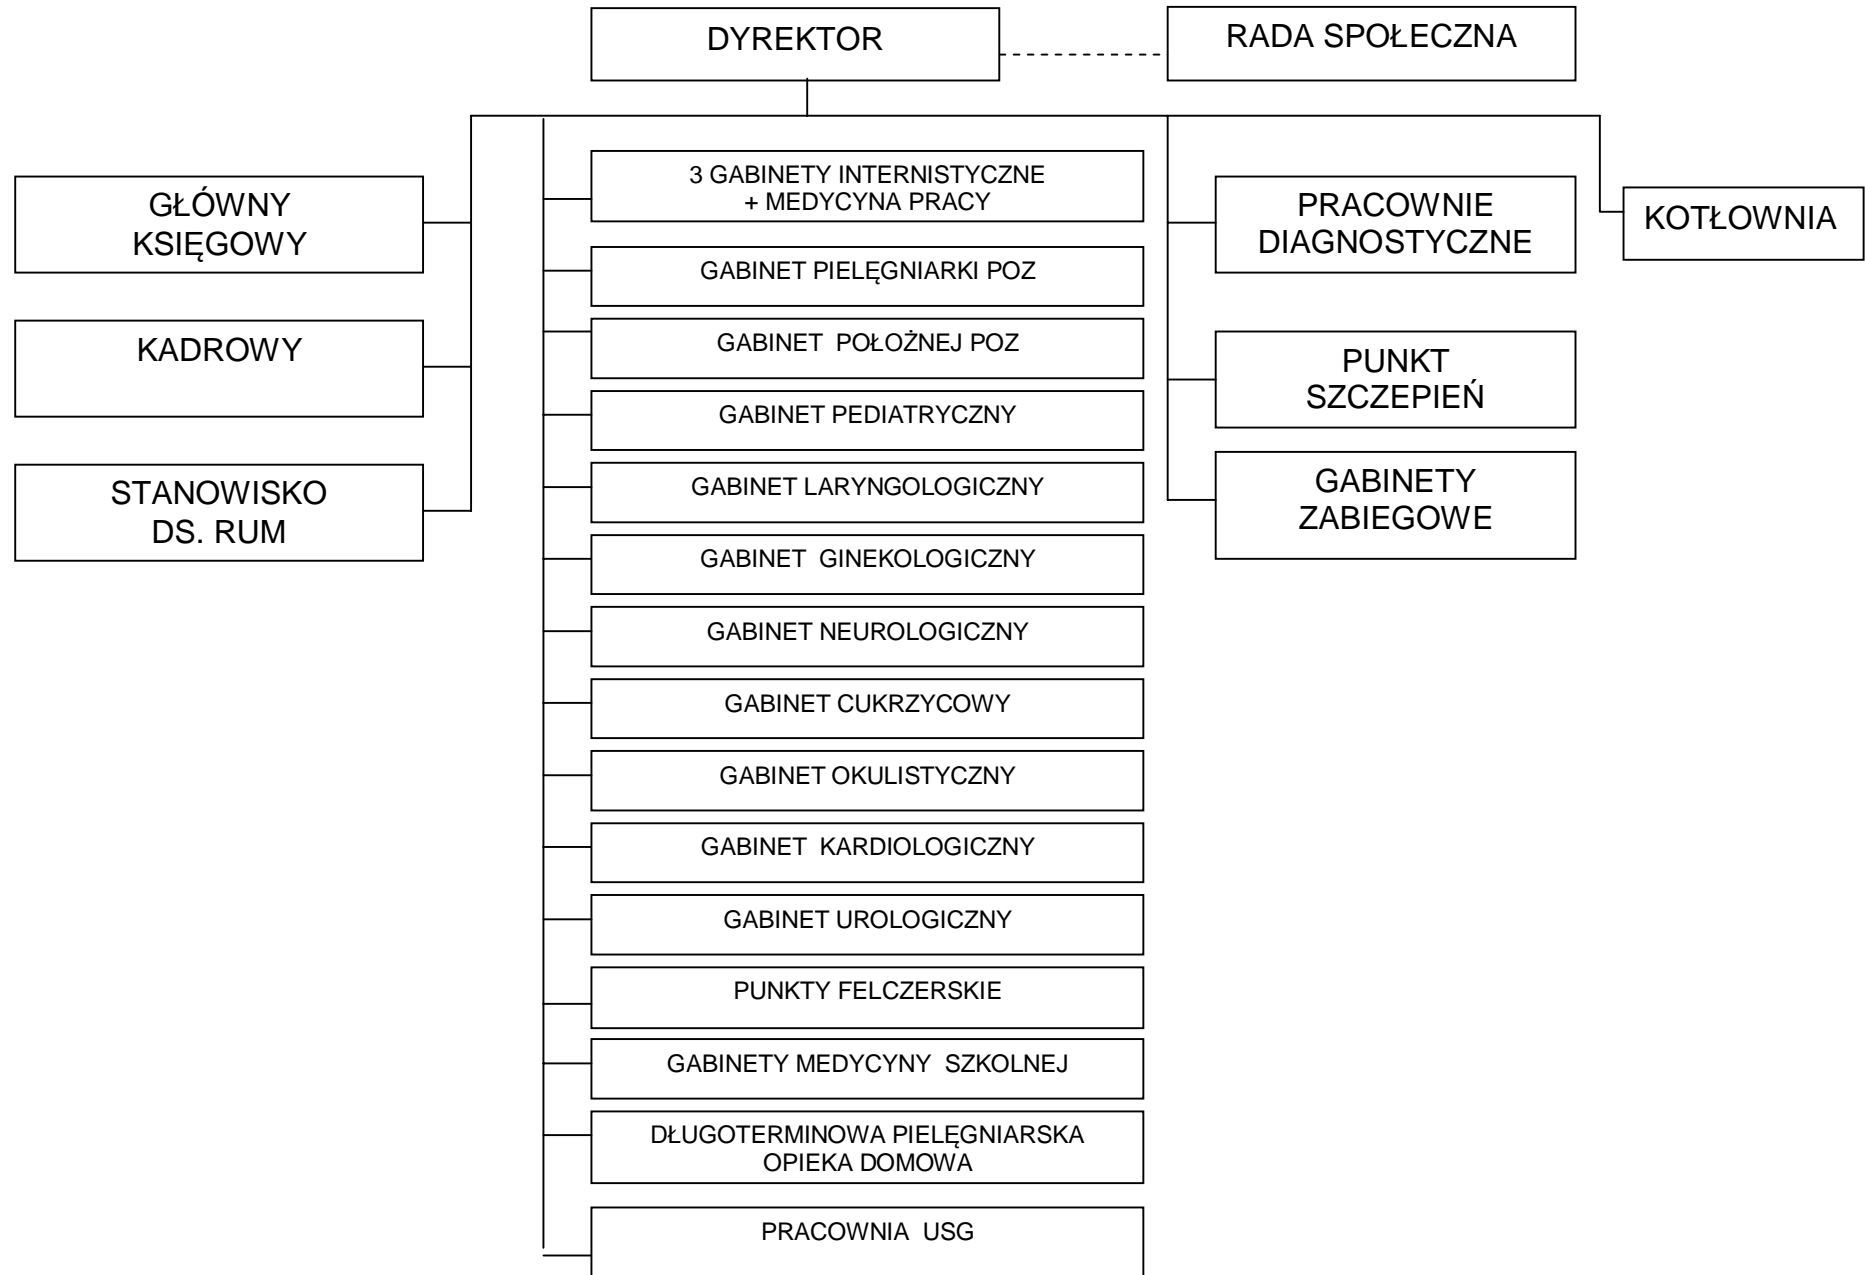 DYREKTOR
RADA SPOŁECZNA
GŁÓWNY
KSIĘGOWY
KADROWY
STANOWISKO
DS. RUM
3 GABINETY INTERNISTYCZNE
+ MEDYCYNA PRACY
GABINET PIELĘGNIARKI POZ
GABINET POŁOŻNEJ POZ
GABINET PEDIATRYCZNY
GABINET LARYNGOLOGICZNY
GABINET GINEKOLOGICZNY
GABINET NEUROLOGICZNY
GABINET CUKRZYCOWY
GABINET OKULISTYCZNY
GABINET KARDIOLOGICZNY
GABINET UROLOGICZNY
PUNKTY FELCZERSKIE
GABINETY MEDYCYNY SZKOLNEJ
DŁUGOTERMINOWA PIELĘGNIARSKA
OPIEKA DOMOWA
PRACOWNIA USG
PRACOWNIE
DIAGNOSTYCZNE
PUNKT
SZCZEPIEŃ
GABINETY
ZABIEGOWE
KOTŁOWNIA